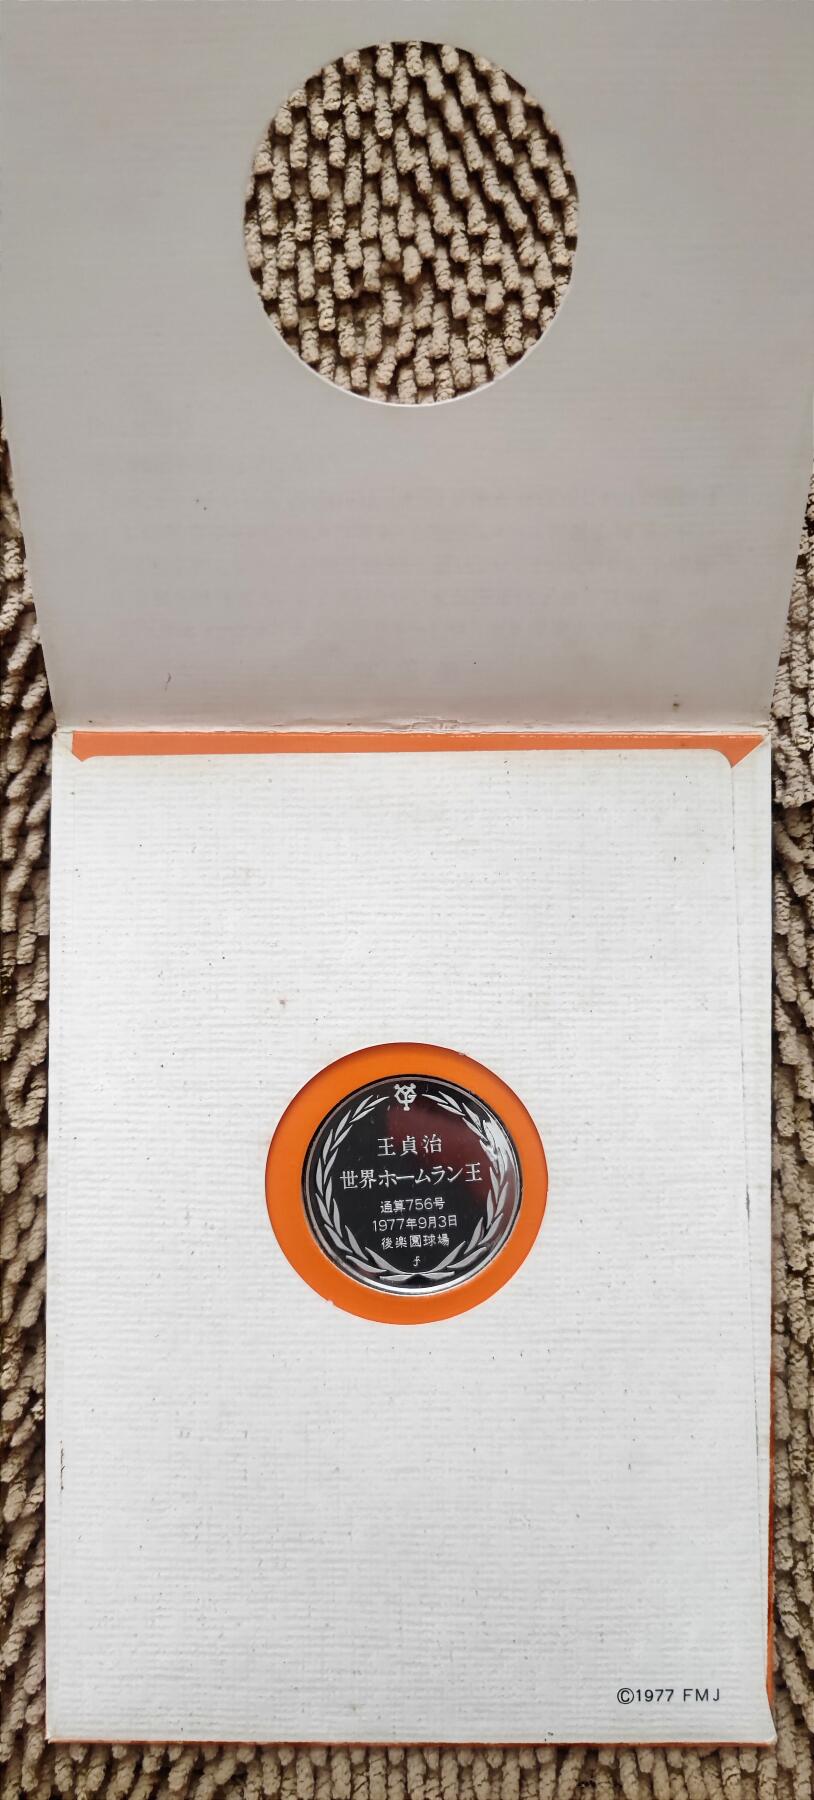 YG
王貞治
世界ホームラン王
通算756号
1977年9月3日
後楽園球場
f
©1977 FMJ